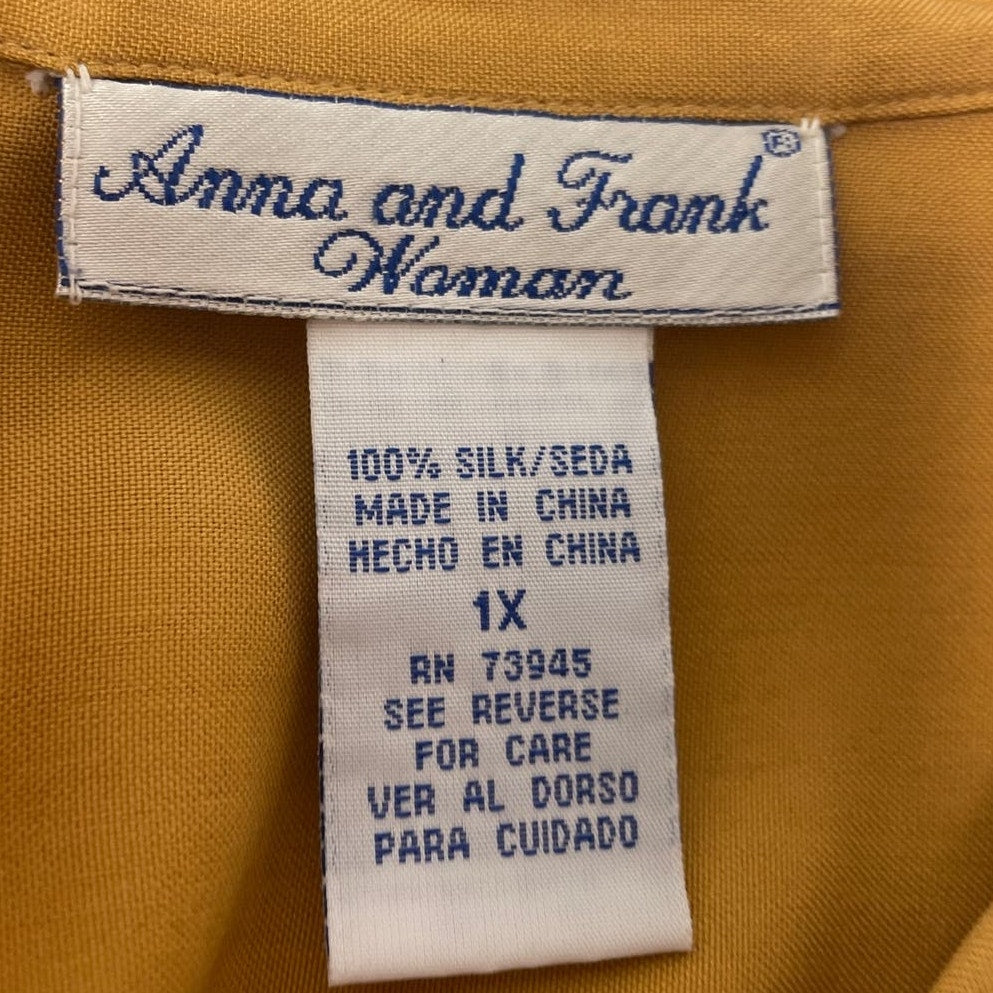 Anna and Frank®
Woman
100% SILK/SEDA
MADE IN CHINA
HECHO EN CHINA
1X
RN 73945
SEE REVERSE
FOR CARE
VER AL DORSO
PARA CUIDADO